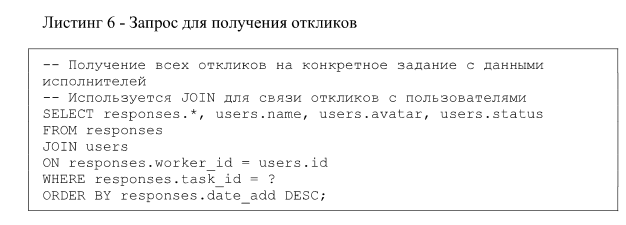 Листинг 6 - Запрос для получения откликов
-- Получение всех откликов на конкретное задание с данными
исполнителей
-- Используется JOIN для связи откликов с пользователями
SELECT responses.*, users.name, users.avatar, users.status
FROM responses
JOIN users
ON responses.worker_id = users.id
WHERE responses.task_id = ?
ORDER BY responses.date_add DESC;